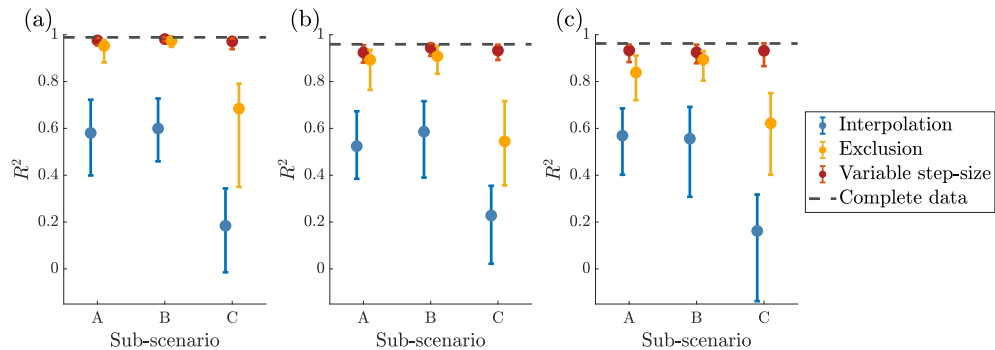 (a)
1
0.8
0.6
0.4
0.2
0
R²
A B C
Sub-scenario
(b)
1
0.8
0.6
0.4
0.2
0
R²
A B C
Sub-scenario
(c)
1
0.8
0.6
0.4
0.2
0
R²
A B C
Sub-scenario
Interpolation
Exclusion
Variable step-size
Complete data